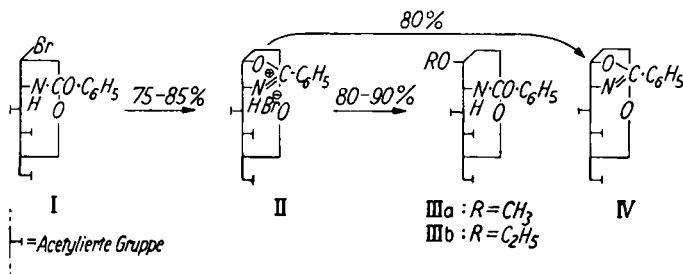 80%
Br
N·CO·C₆H₅
H
O
75–85%
O
⊕
C·C₆H₅
N
H Br
⊖
O
80–90%
RO
N·CO·C₆H₅
H
O
O
C·C₆H₅
N
O
I
II
IIIa : R=CH₃
IIIb : R=C₂H₅
IV
=Acetylierte Gruppe